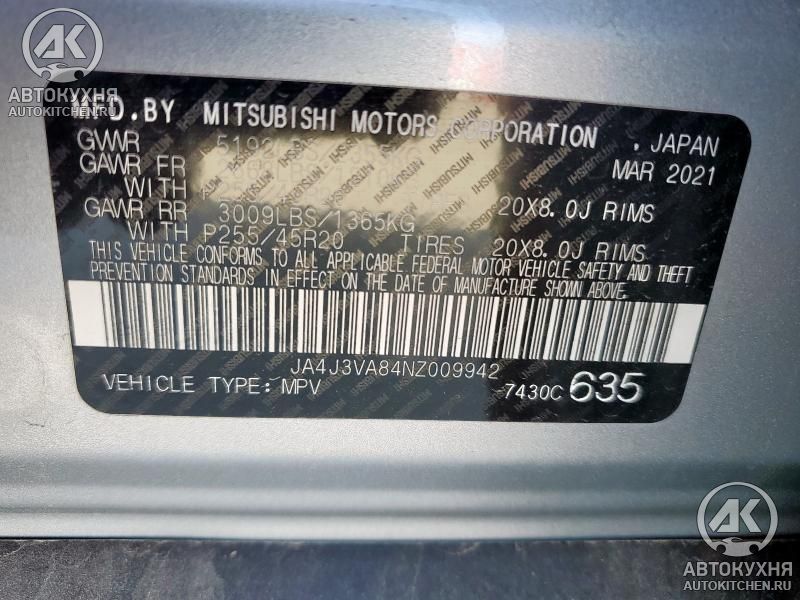 AK
АВТОКУХНЯ
AUTOKITCHEN.RU
MFD.BY MITSUBISHI MOTORS CORPORATION , JAPAN
GVWR 5192LBS MAR 2021
GAWR FR
WITH
GAWR RR 3009LBS/1365KG 20X8.0J RIMS
WITH P255/45R20 TIRES 20X8.0J RIMS
THIS VEHICLE CONFORMS TO ALL APPLICABLE FEDERAL MOTOR VEHICLE SAFETY AND THEFT
PREVENTION STANDARDS IN EFFECT ON THE DATE OF MANUFACTURE SHOWN ABOVE.
JA4J3VA84NZ009942
VEHICLE TYPE: MPV 7430C 635
AK
АВТОКУХНЯ
AUTOKITCHEN.RU